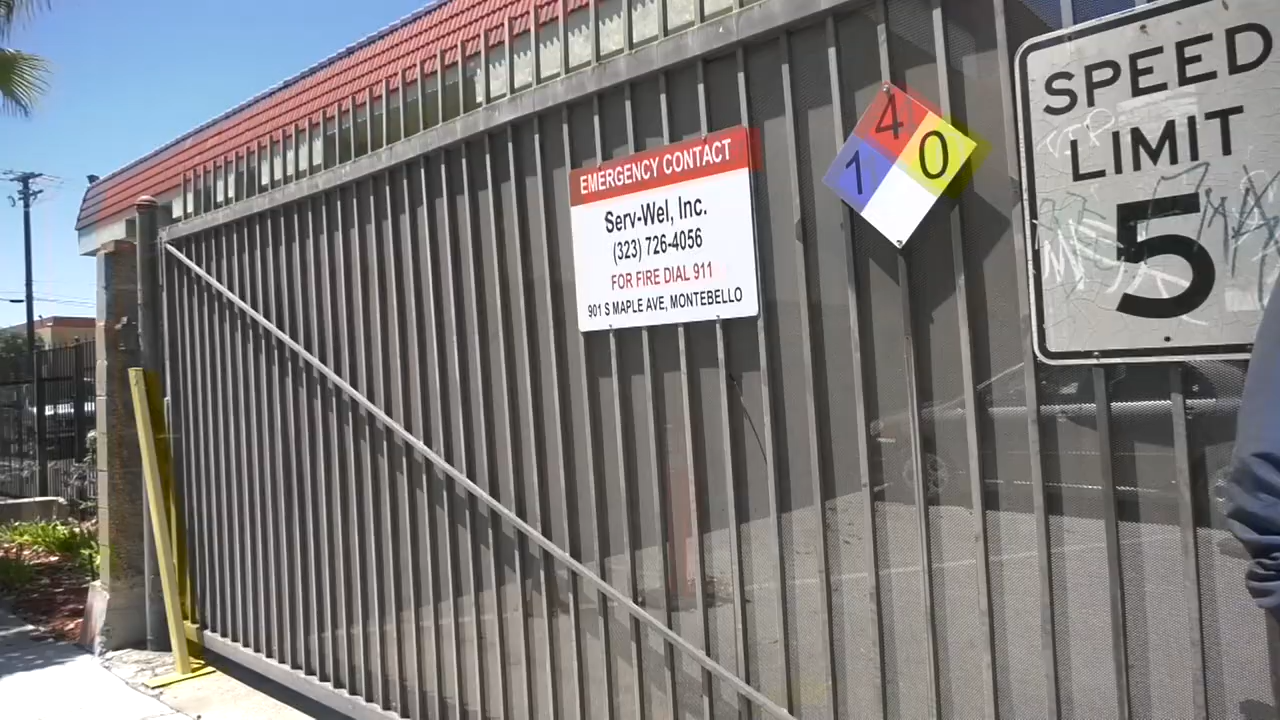 EMERGENCY CONTACT
Serv-Wel, Inc.
(323) 726-4056
FOR FIRE DIAL 911
901 S MAPLE AVE, MONTEBELLO
4
1 0
SPEED
LIMIT
5